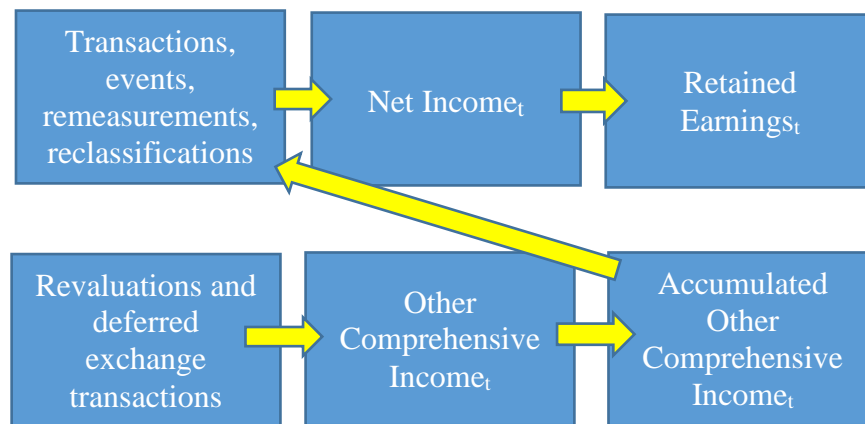 Transactions,
events,
remeasurements,
reclassifications
Net Incomeₜ
Retained
Earningsₜ
Revaluations and
deferred
exchange
transactions
Other
Comprehensive
Incomeₜ
Accumulated
Other
Comprehensive
Incomeₜ